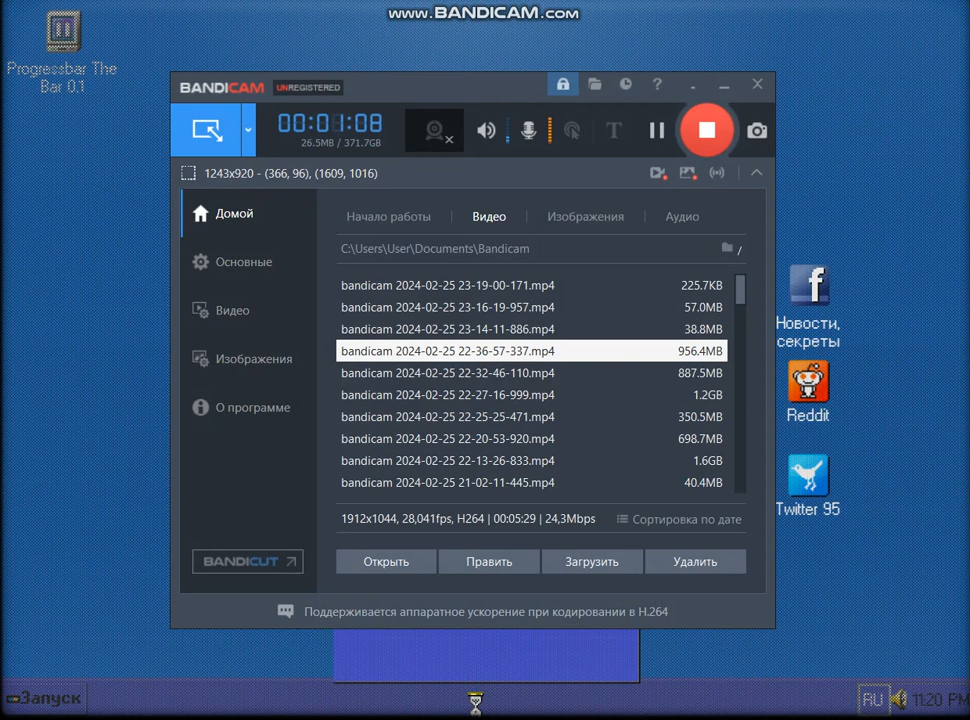 www.BANDICAM.com
Progressbar The
Bar 0.1
BANDICAM UNREGISTERED
?
00:01:08
26.5MB / 371.7GB
T
1243x920 - (366, 96), (1609, 1016)
Домой
Основные
Видео
Изображения
О программе
BANDICUT
Начало работы
Видео
Изображения
Аудио
C:\Users\User\Documents\Bandicam
/
bandicam 2024-02-25 23-19-00-171.mp4 225.7KB
bandicam 2024-02-25 23-16-19-957.mp4 57.0MB
bandicam 2024-02-25 23-14-11-886.mp4 38.8MB
bandicam 2024-02-25 22-36-57-337.mp4 956.4MB
bandicam 2024-02-25 22-32-46-110.mp4 887.5MB
bandicam 2024-02-25 22-27-16-999.mp4 1.2GB
bandicam 2024-02-25 22-25-25-471.mp4 350.5MB
bandicam 2024-02-25 22-20-53-920.mp4 698.7MB
bandicam 2024-02-25 22-13-26-833.mp4 1.6GB
bandicam 2024-02-25 21-02-11-445.mp4 40.4MB
1912x1044, 28,041fps, H264 | 00:05:29 | 24,3Mbps
Сортировка по дате
Открыть
Править
Загрузить
Удалить
Поддерживается аппаратное ускорение при кодировании в H.264
f
Новости,
секреты
Reddit
Twitter 95
Запуск
RU
11:20 PM